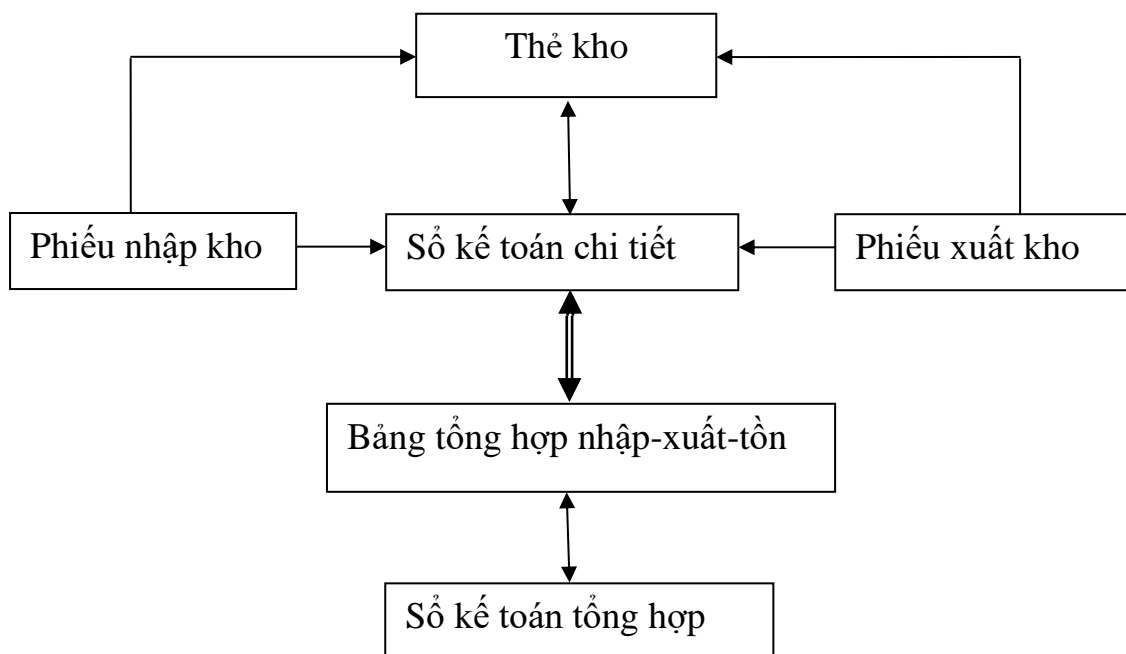 Thẻ kho
Phiếu nhập kho
Sổ kế toán chi tiết
Phiếu xuất kho
Bảng tổng hợp nhập-xuất-tồn
Sổ kế toán tổng hợp